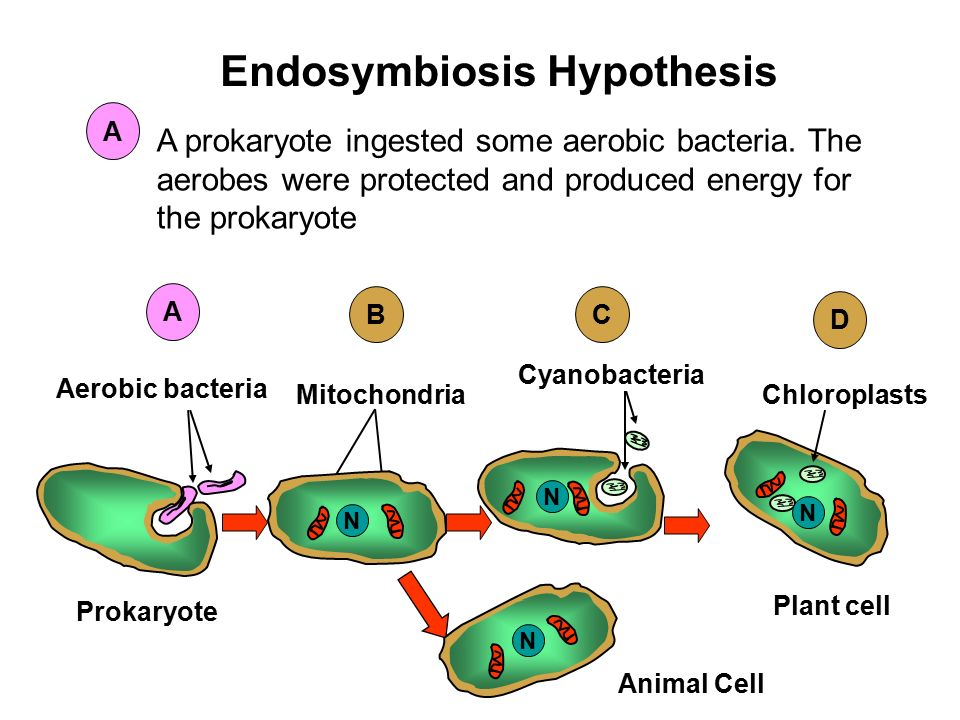 Endosymbiosis Hypothesis
A
A prokaryote ingested some aerobic bacteria. The
aerobes were protected and produced energy for
the prokaryote
A
B
C
D
Aerobic bacteria
Mitochondria
Cyanobacteria
Chloroplasts
N
N
N
Prokaryote
Plant cell
N
Animal Cell